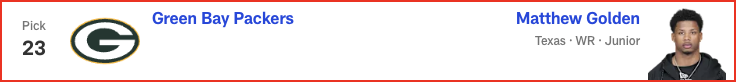 Pick
23
G
Green Bay Packers
Matthew Golden
Texas · WR · Junior